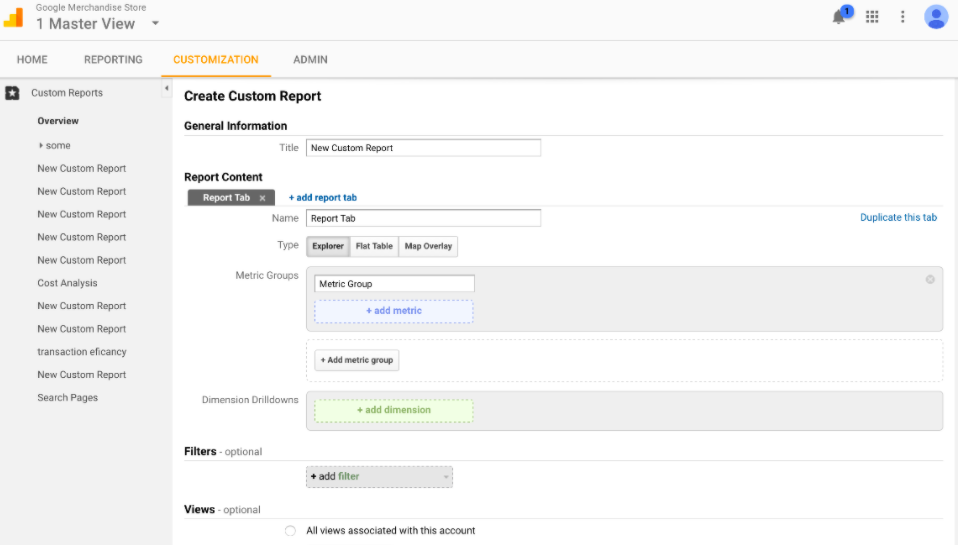 Google Merchandise Store
1 Master View
1
HOME REPORTING CUSTOMIZATION ADMIN
Custom Reports
Overview
some
New Custom Report
New Custom Report
New Custom Report
New Custom Report
New Custom Report
Cost Analysis
New Custom Report
New Custom Report
transaction eficancy
New Custom Report
Search Pages
Create Custom Report
General Information
Title New Custom Report
Report Content
Report Tab x + add report tab
Name Report Tab Duplicate this tab
Type Explorer Flat Table Map Overlay
Metric Groups Metric Group
+ add metric
+ Add metric group
Dimension Drilldowns + add dimension
Filters - optional
+ add filter
Views - optional
All views associated with this account